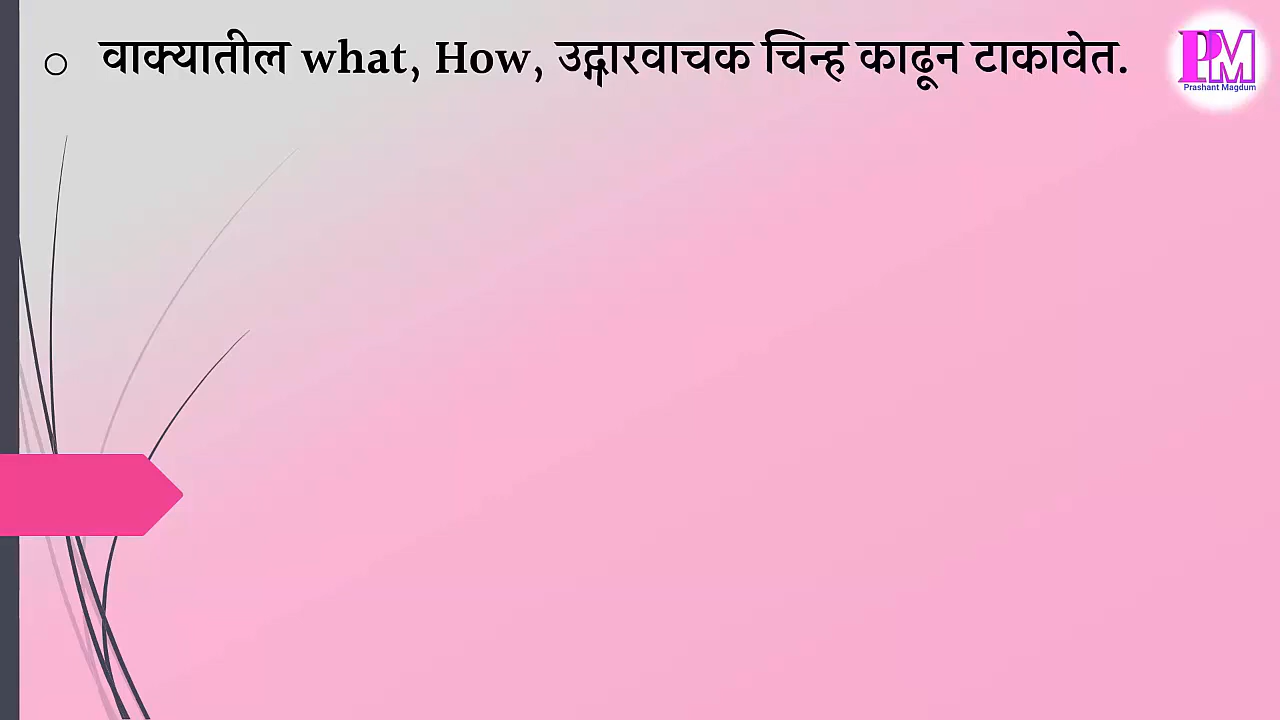 वाक्यातील what, How, उद्गारवाचक चिन्ह काढून टाकावेत.
PM
Prashant Magdum